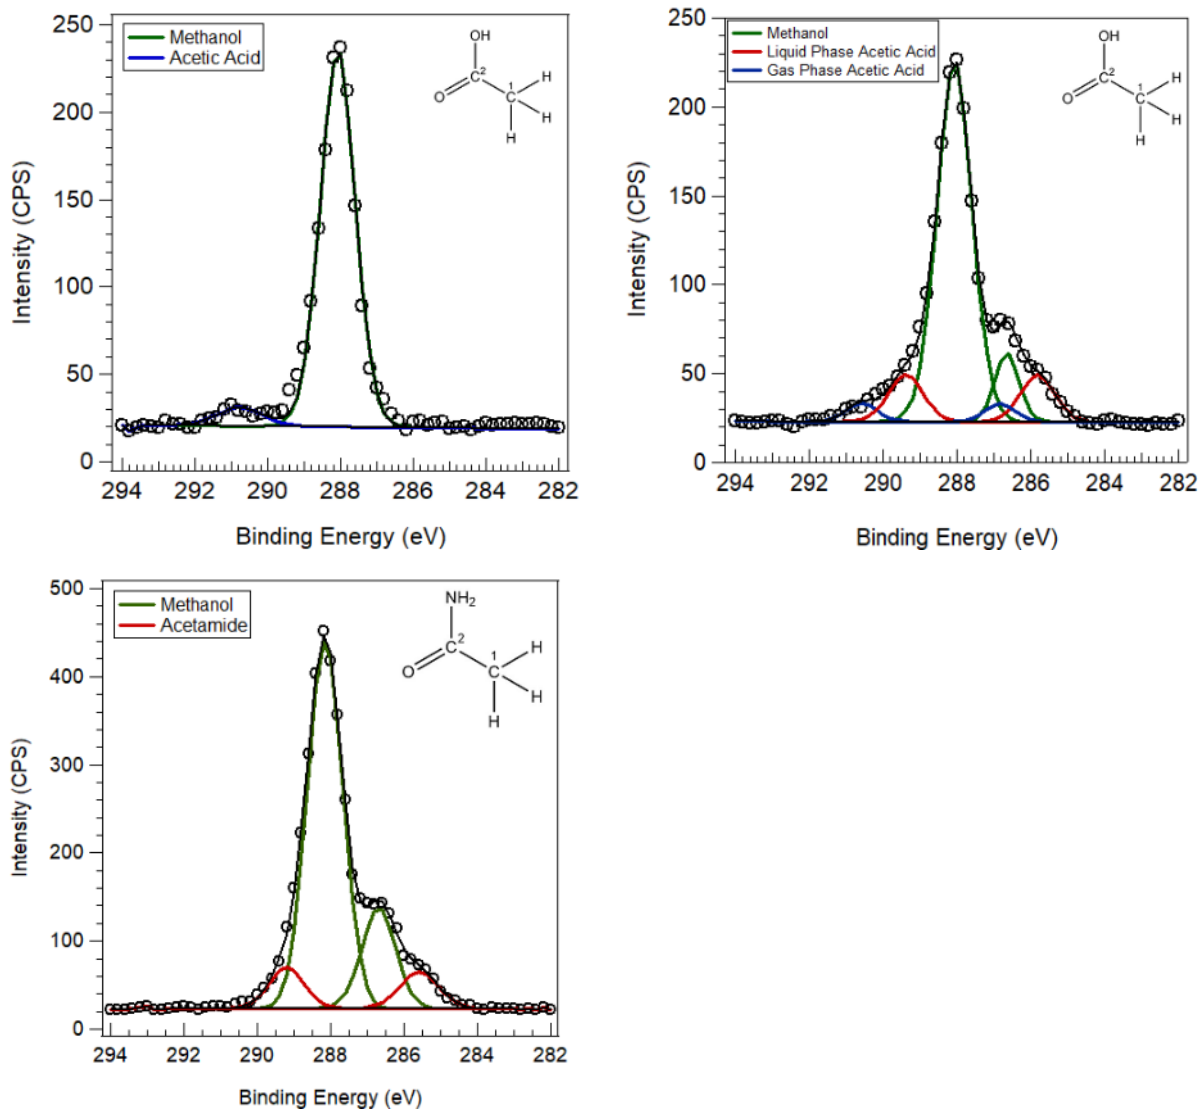 250
200
150
100
50
0
Intensity (CPS)
Methanol
Acetic Acid
OH
C2
O
C1
H
H
H
294 292 290 288 286 284 282
Binding Energy (eV)
250
200
150
100
50
0
Intensity (CPS)
Methanol
Liquid Phase Acetic Acid
Gas Phase Acetic Acid
OH
C2
O
C1
H
H
H
294 292 290 288 286 284 282
Binding Energy (eV)
500
400
300
200
100
0
Intensity (CPS)
Methanol
Acetamide
NH2
C2
O
C1
H
H
H
294 292 290 288 286 284 282
Binding Energy (eV)